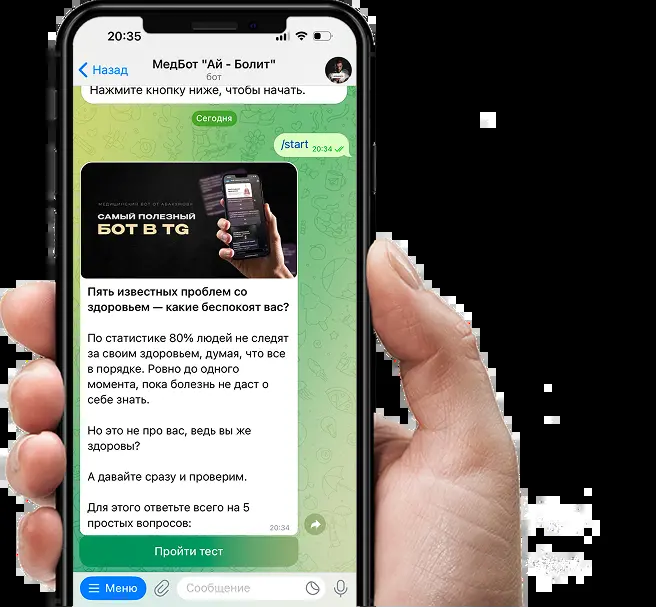 20:35
Назад
МедБот "Ай - Болит"
бот
Нажмите кнопку ниже, чтобы начать.
Сегодня
/start 20:34
САМЫЙ ПОЛЕЗНЫЙ
БОТ В TG
Пять известных проблем со
здоровьем — какие беспокоят вас?
По статистике 80% людей не следят
за своим здоровьем, думая, что все
в порядке. Ровно до одного
момента, пока болезнь не даст о
себе знать.
Но это не про вас, ведь вы же
здоровы?
А давайте сразу и проверим.
Для этого ответьте всего на 5
простых вопросов:
20:34
Пройти тест
Меню
Сообщение